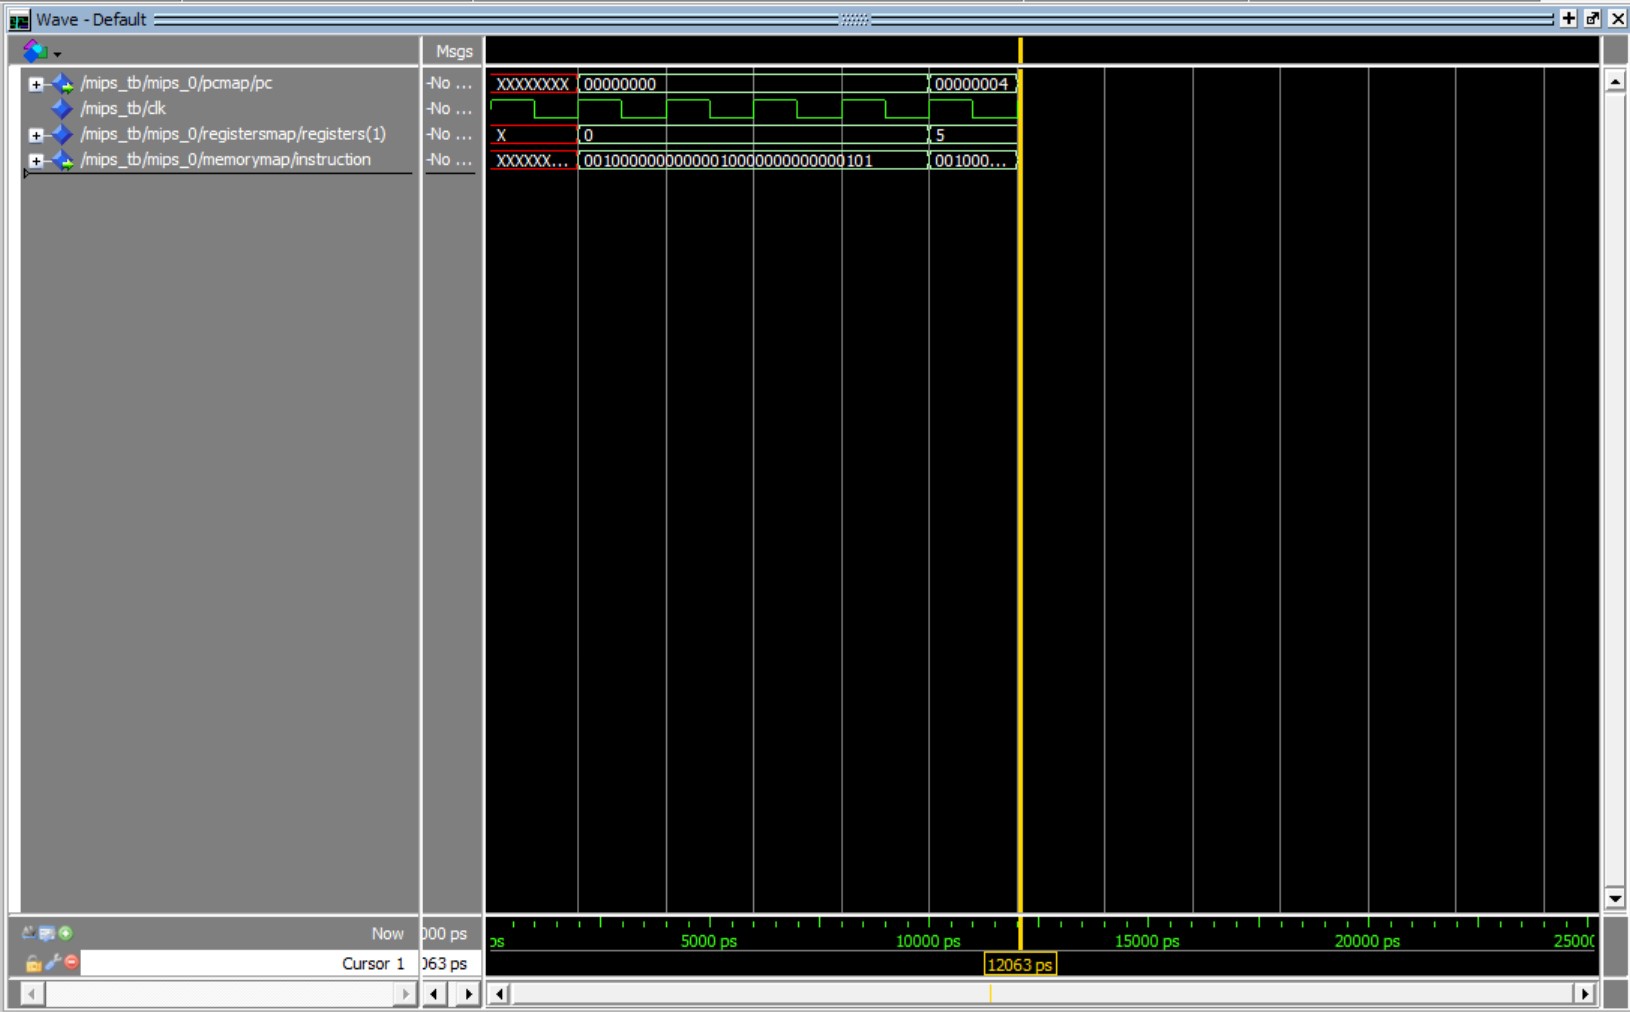 Wave - Default
Msgs
/mips_tb/mips_0/pcmap/pc -No ... XXXXXXXX 00000000 00000004
/mips_tb/clk -No ...
/mips_tb/mips_0/registersmap/registers(1) -No ... X 0 5
/mips_tb/mips_0/memorymap/instruction -No ... XXXXXX... 00100000000000010000000000000101 001000...
Now 000 ps ps 5000 ps 10000 ps 15000 ps 20000 ps 25000
Cursor 1 063 ps 12063 ps